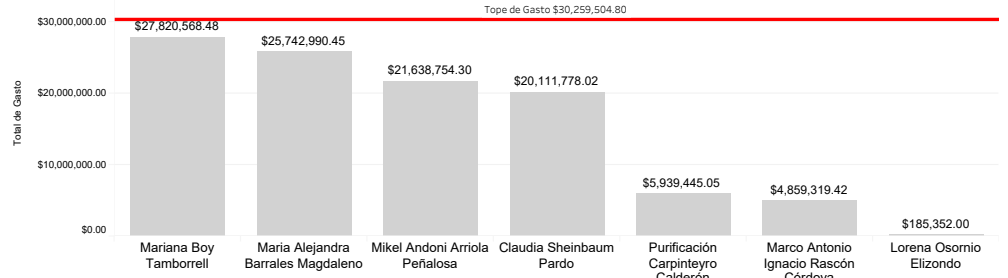 Tope de Gasto $30,259,504.80
$30,000,000.00
$27,820,568.48
$25,742,990.45
$21,638,754.30
$20,111,778.02
$20,000,000.00
Total de Gasto
$10,000,000.00
$5,939,445.05
$4,859,319.42
$185,352.00
$0.00
Mariana Boy
Tamborrell
Maria Alejandra
Barrales Magdaleno
Mikel Andoni Arriola
Peñalosa
Claudia Sheinbaum
Pardo
Purificación
Carpinteyro
Calderón
Marco Antonio
Ignacio Rascón
Córdova
Lorena Osornio
Elizondo